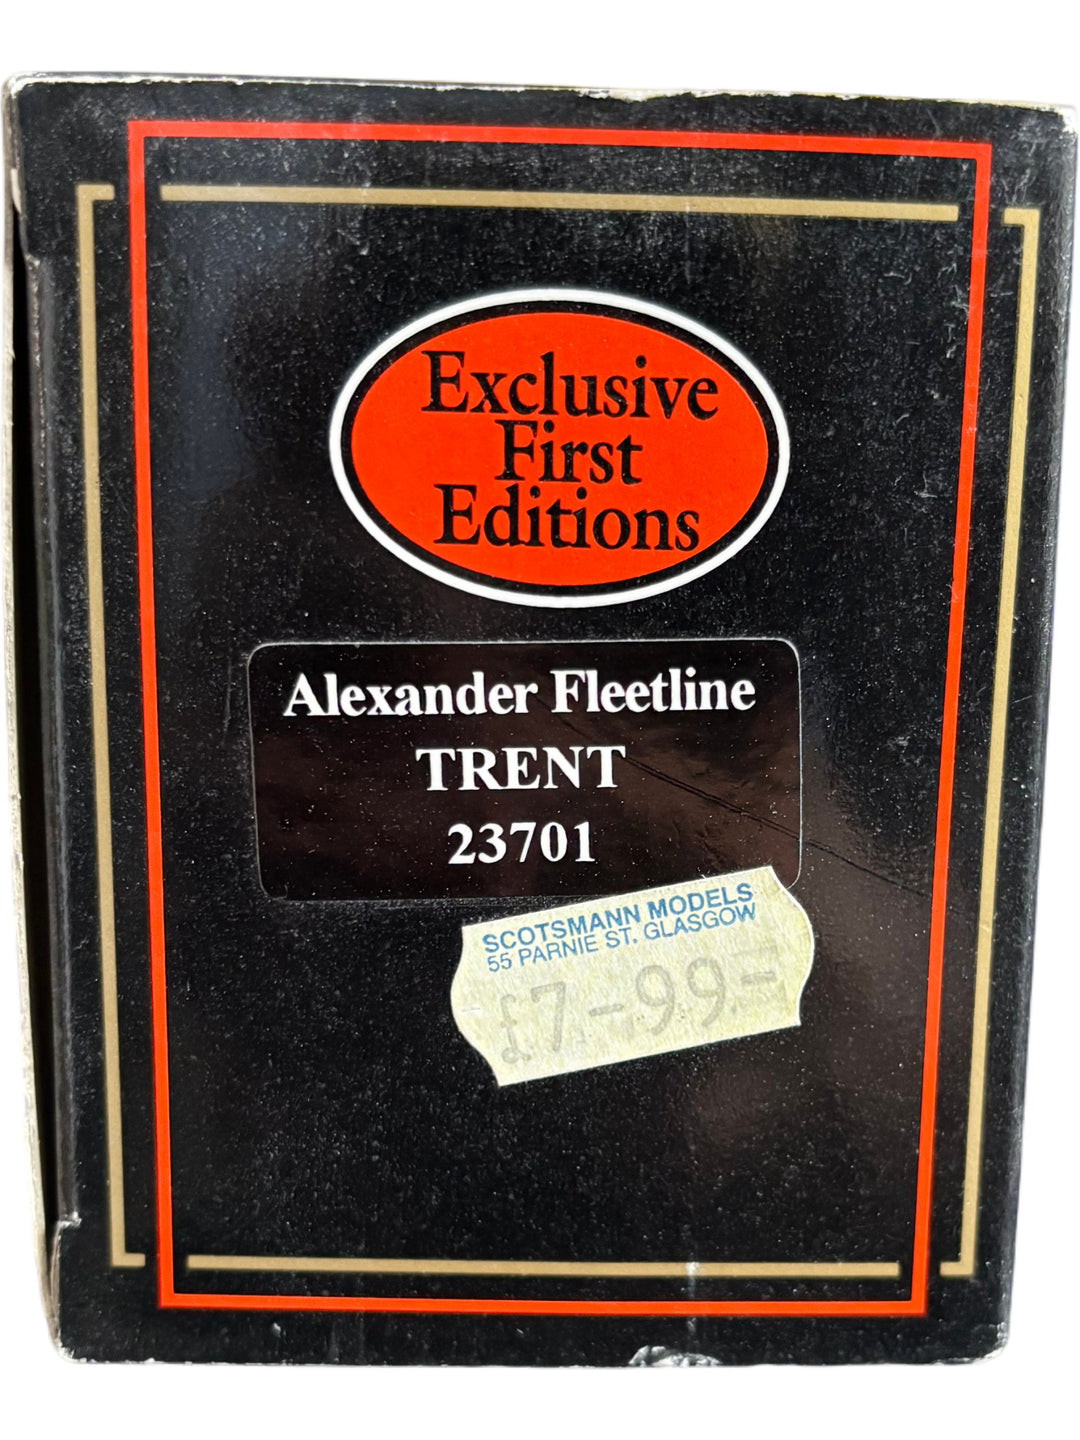 Exclusive
First
Editions
Alexander Fleetline
TRENT
23701
SCOTSMANN MODELS
55 PARNIE ST. GLASGOW
£7-99=